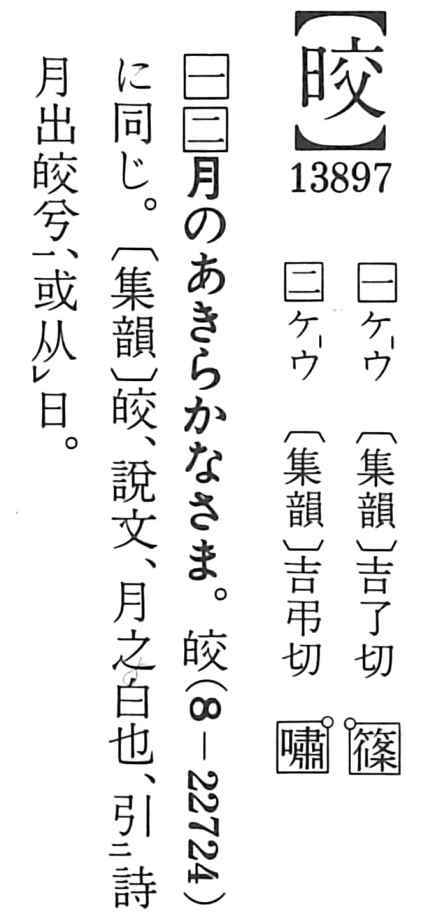 【晈】
13897
一 ケウ 〔集韻〕吉了切 篠
二 ケウ 〔集韻〕吉弔切 嘯
一二月のあきらかなさま。皎(8—22724)
に同じ。〔集韻〕皎、說文、月之白也、引ニ詩
月出皎兮一、或从レ日。